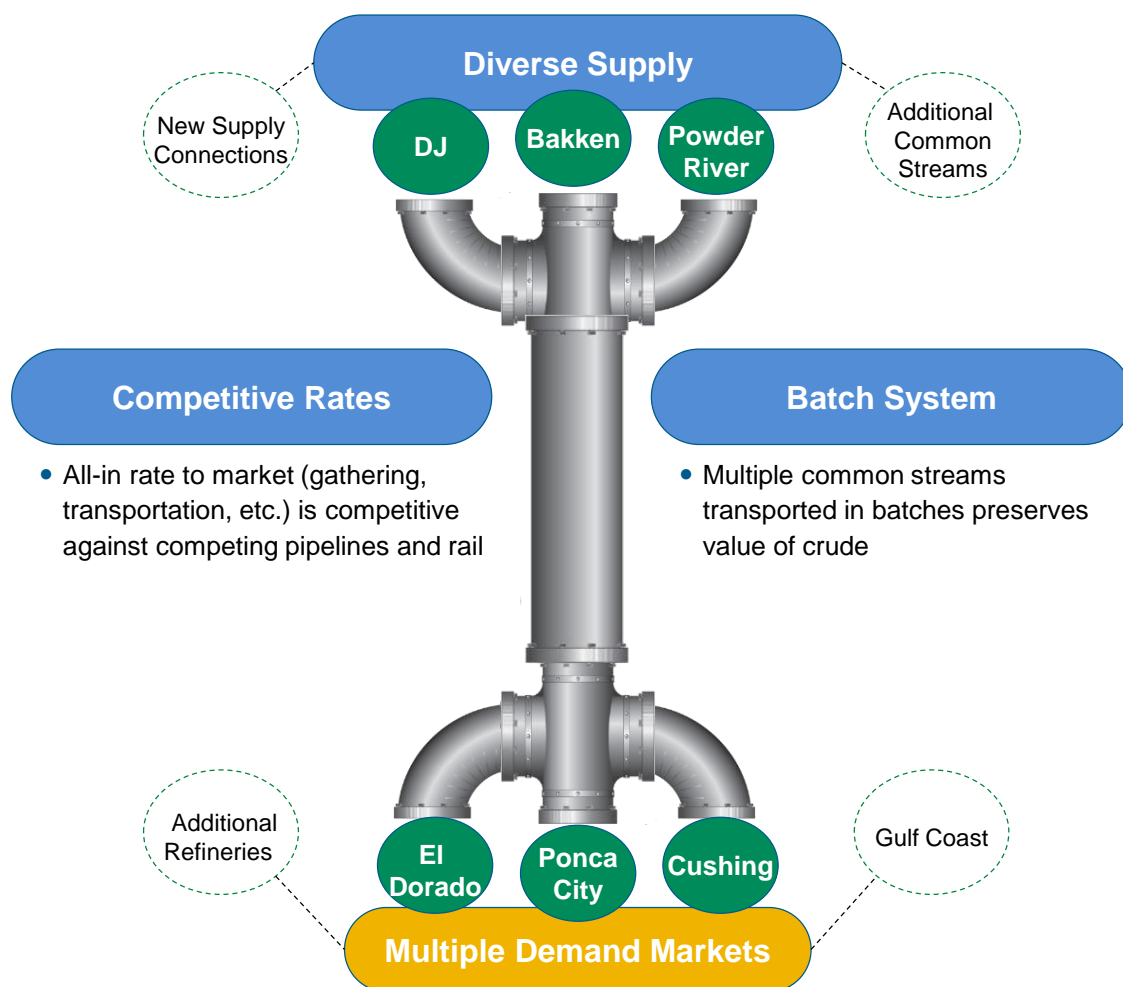 Diverse Supply
New Supply
Connections
DJ
Bakken
Powder
River
Additional
Common
Streams
Competitive Rates
• All-in rate to market (gathering,
transportation, etc.) is competitive
against competing pipelines and rail
Batch System
• Multiple common streams
transported in batches preserves
value of crude
Additional
Refineries
El
Dorado
Ponca
City
Cushing
Gulf Coast
Multiple Demand Markets